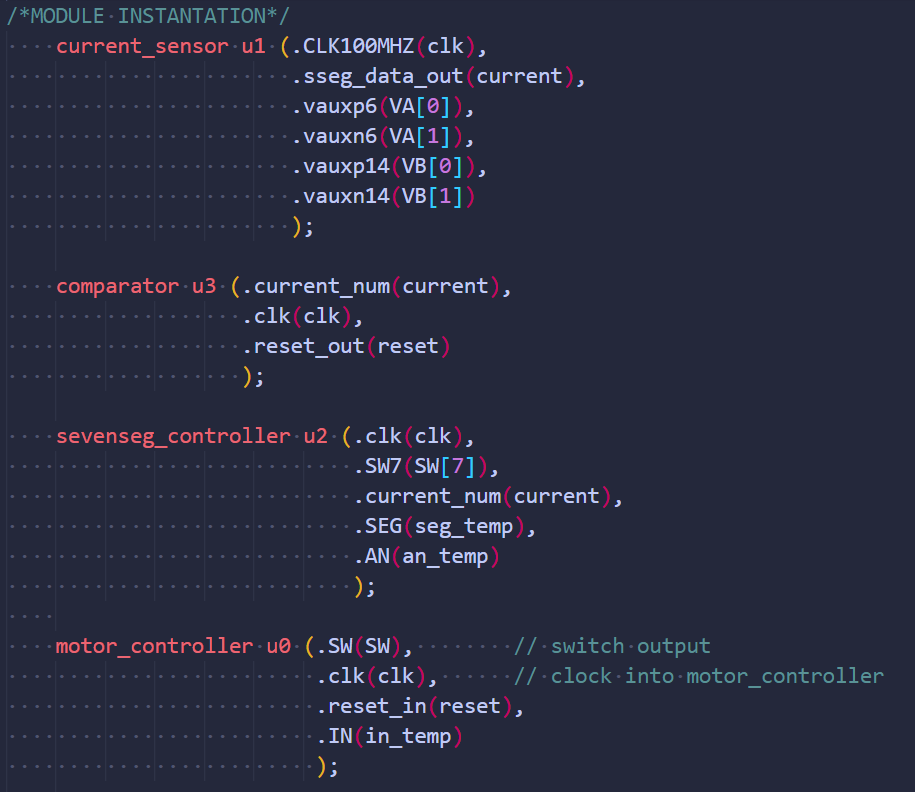 /*MODULE INSTANTATION*/
current_sensor u1 (.CLK100MHZ(clk),
.sseg_data_out(current),
.vauxp6(VA[0]),
.vauxn6(VA[1]),
.vauxp14(VB[0]),
.vauxn14(VB[1])
);
comparator u3 (.current_num(current),
.clk(clk),
.reset_out(reset)
);
sevenseg_controller u2 (.clk(clk),
.SW7(SW[7]),
.current_num(current),
.SEG(seg_temp),
.AN(an_temp)
);
motor_controller u0 (.SW(SW), // switch output
.clk(clk), // clock into motor_controller
.reset_in(reset),
.IN(in_temp)
);